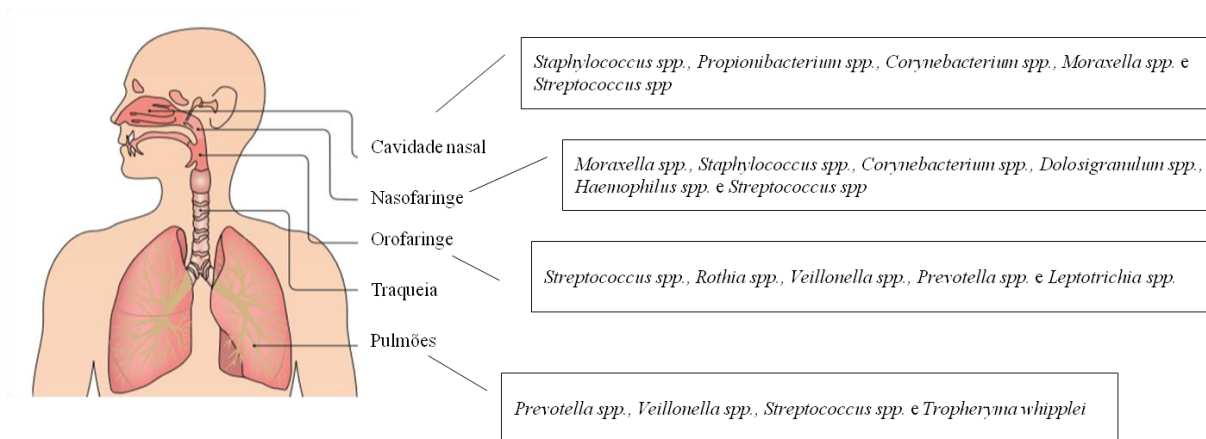 Staphylococcus spp., Propionibacterium spp., Corynebacterium spp., Moraxella spp. e
Streptococcus spp
Cavidade nasal
Moraxella spp., Staphylococcus spp., Corynebacterium spp., Dolosigranulum spp.,
Haemophilus spp. e Streptococcus spp
Nasofaringe
Orofaringe
Streptococcus spp., Rothia spp., Veillonella spp., Prevotella spp. e Leptotrichia spp.
Traqueia
Pulmões
Prevotella spp., Veillonella spp., Streptococcus spp. e Tropheryma whipplei